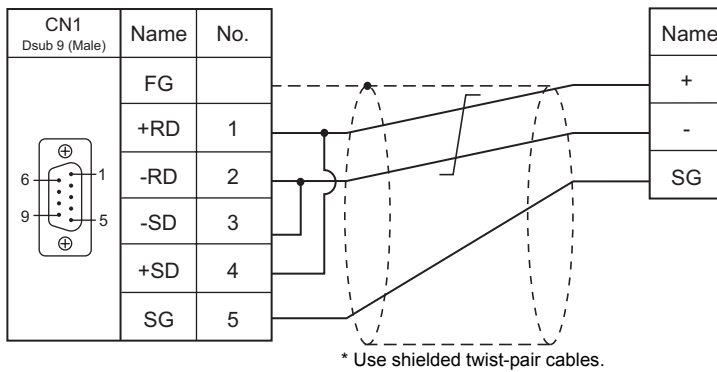 CN1
Dsub 9 (Male)
Name
No.
FG
+RD
1
-RD
2
-SD
3
+SD
4
SG
5
6
1
9
5
Name
+
-
SG
* Use shielded twist-pair cables.